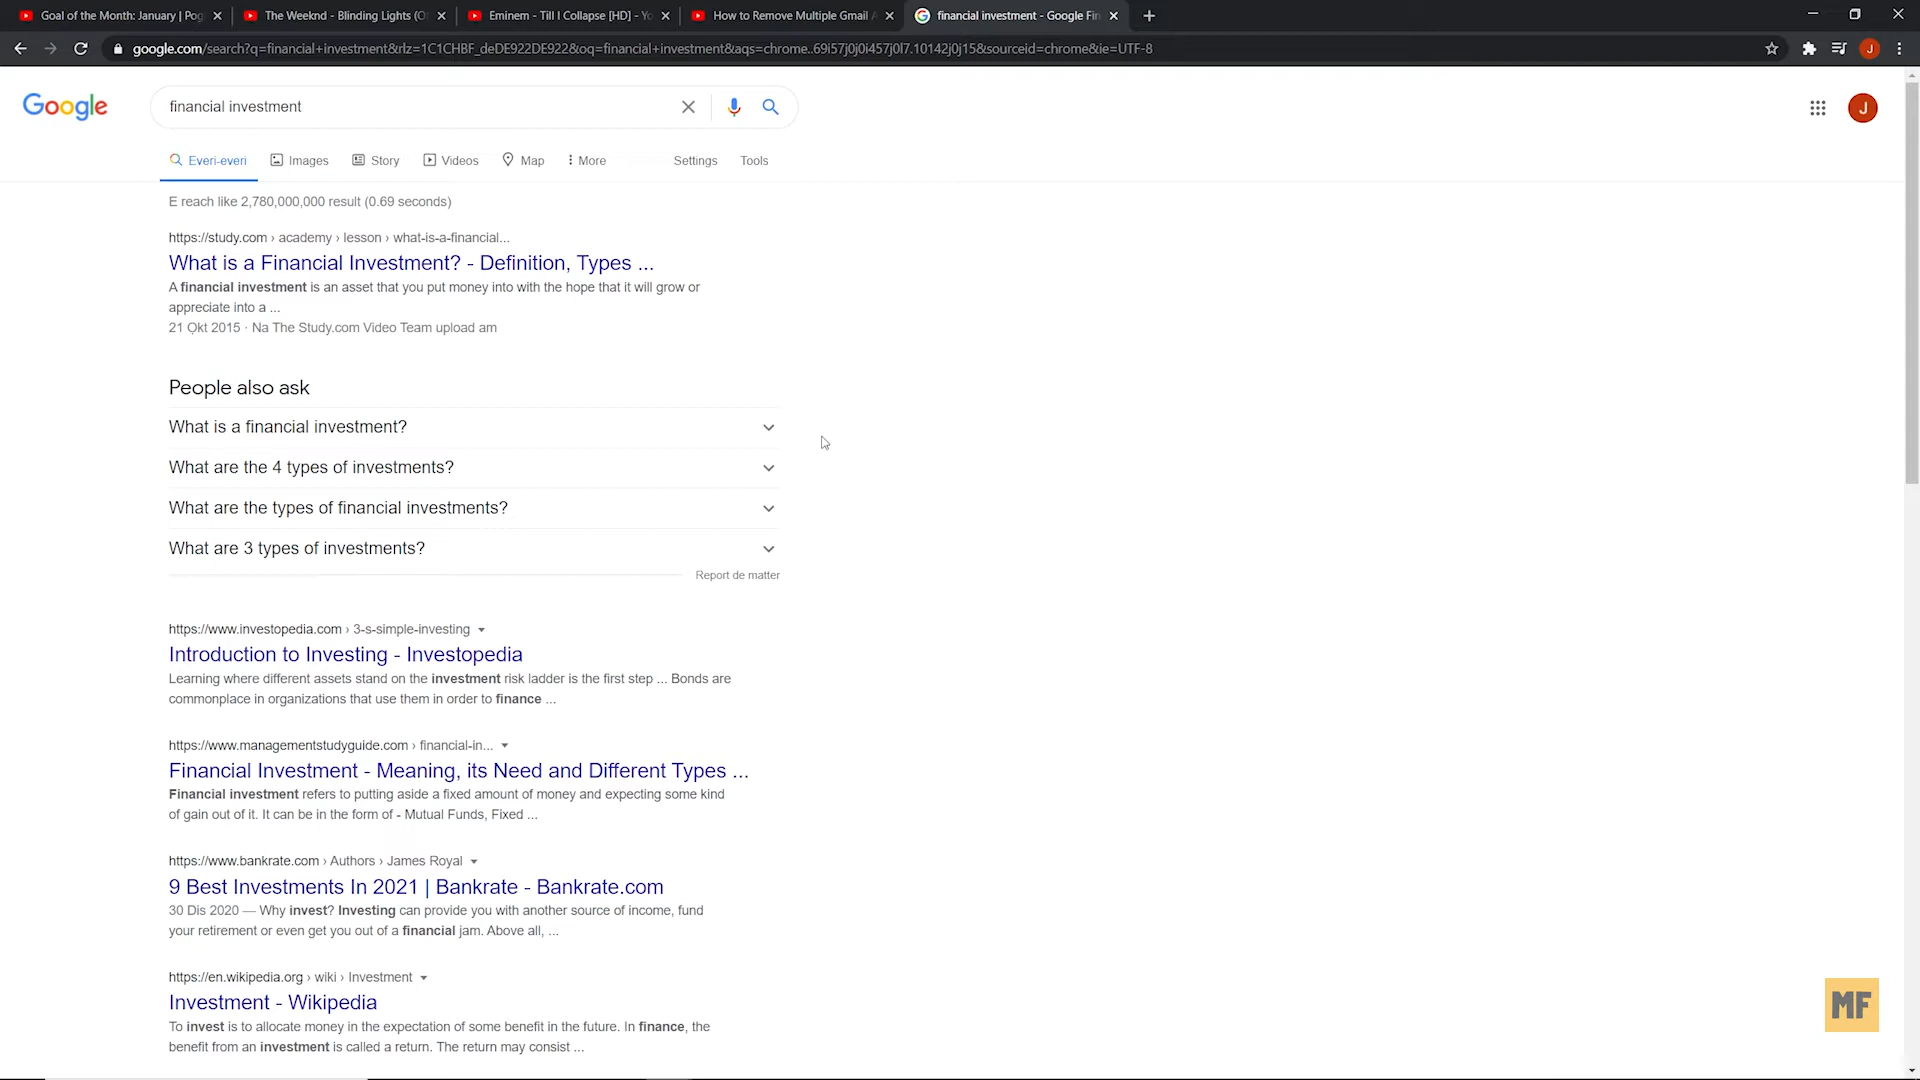 Goal of the Month: January | Pog
The Weeknd - Blinding Lights (O
Eminem - Till I Collapse [HD] - Yo
How to Remove Multiple Gmail A
financial investment - Google Fin
google.com/search?q=financial+investment&rlz=1C1CHBF_deDE922DE922&oq=financial+investment&aqs=chrome..69i57j0j0i457j0l7.10142j0j15&sourceid=chrome&ie=UTF-8
J
Google
financial investment
J
Everi-everi
Images
Story
Videos
Map
More
Settings
Tools
E reach like 2,780,000,000 result (0.69 seconds)
https://study.com › academy › lesson › what-is-a-financial...
What is a Financial Investment? - Definition, Types ...
A financial investment is an asset that you put money into with the hope that it will grow or
appreciate into a ...
21 Ọkt 2015 · Na The Study.com Video Team upload am
People also ask
What is a financial investment?
What are the 4 types of investments?
What are the types of financial investments?
What are 3 types of investments?
Report de matter
https://www.investopedia.com › 3-s-simple-investing
Introduction to Investing - Investopedia
Learning where different assets stand on the investment risk ladder is the first step ... Bonds are
commonplace in organizations that use them in order to finance ...
https://www.managementstudyguide.com › financial-in...
Financial Investment - Meaning, its Need and Different Types ...
Financial investment refers to putting aside a fixed amount of money and expecting some kind
of gain out of it. It can be in the form of - Mutual Funds, Fixed ...
https://www.bankrate.com › Authors › James Royal
9 Best Investments In 2021 | Bankrate - Bankrate.com
30 Dis 2020 — Why invest? Investing can provide you with another source of income, fund
your retirement or even get you out of a financial jam. Above all, ...
https://en.wikipedia.org › wiki › Investment
Investment - Wikipedia
To invest is to allocate money in the expectation of some benefit in the future. In finance, the
benefit from an investment is called a return. The return may consist ...
MF